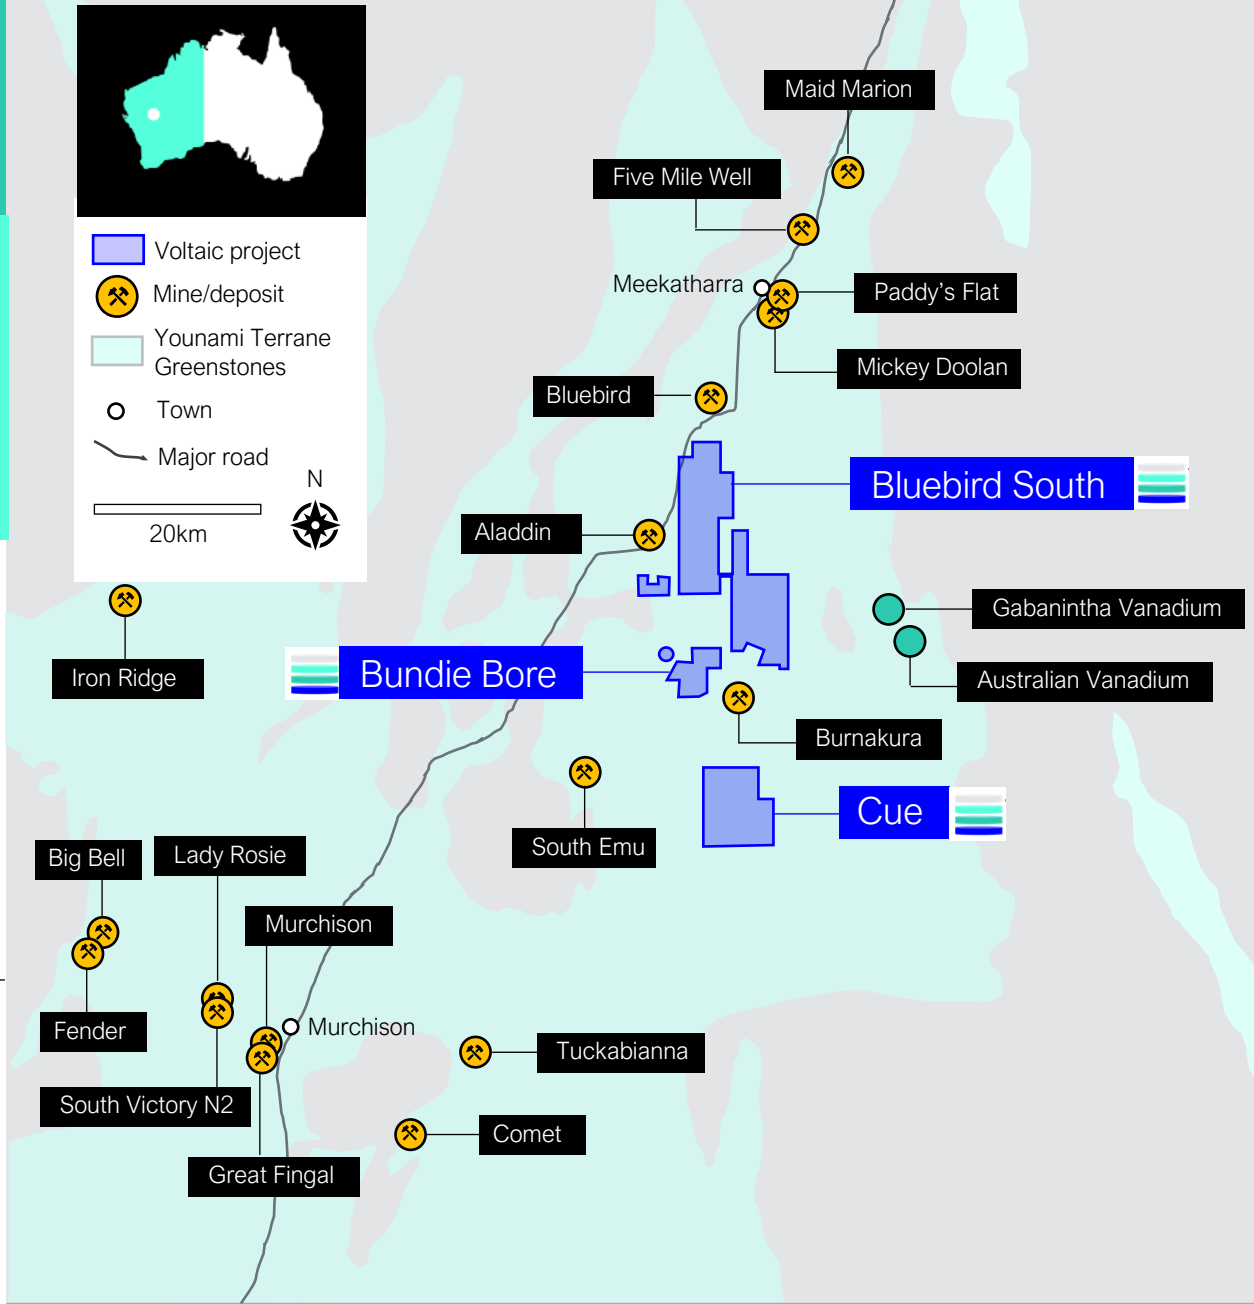 Maid Marion
Five Mile Well
Voltaic project
Meekatharra
Mine/deposit
Paddy's Flat
Younami Terrane
Greenstones
Mickey Doolan
Bluebird
Town
Major road
N
Bluebird South
20km
Aladdin
Gabanintha Vanadium
Iron Ridge
Bundie Bore
Australian Vanadium
Burnakura
Cue
South Emu
Big Bell
Lady Rosie
Murchison
Fender
Murchison
Tuckabianna
South Victory N2
Comet
Great Fingal